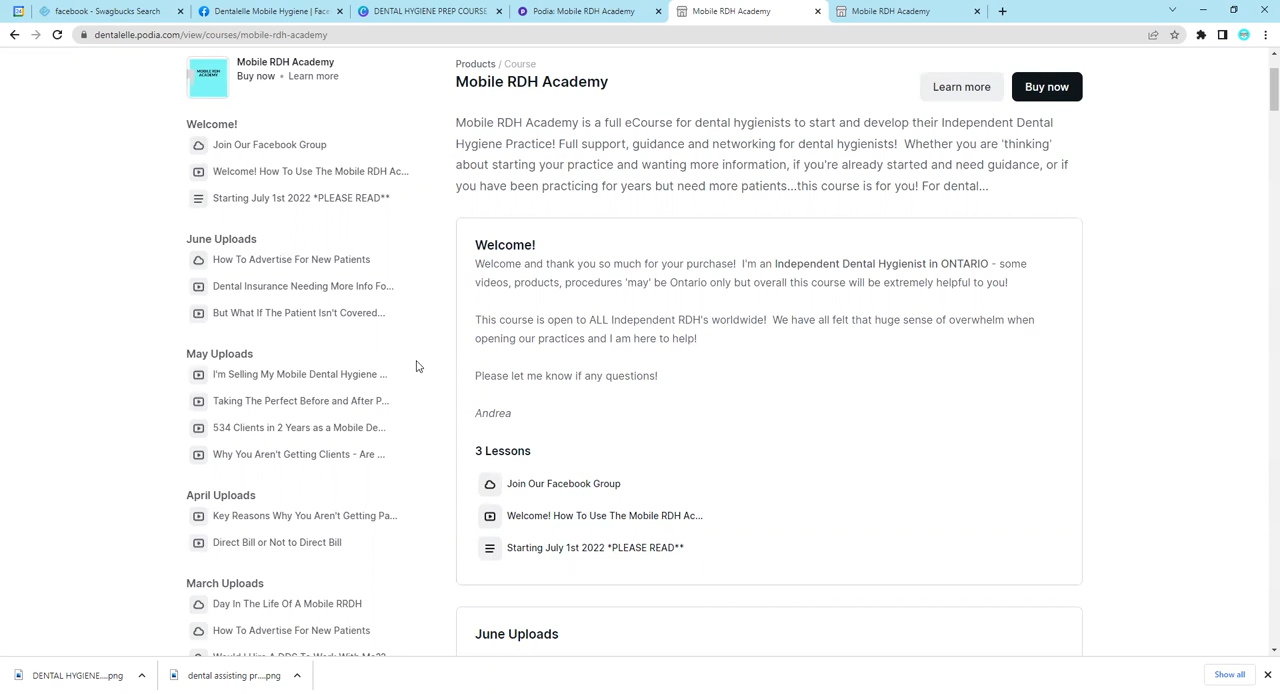 facebook - Swagbucks Search
Dentalelle Mobile Hygiene | Face
DENTAL HYGIENE PREP COURSE
Podia: Mobile RDH Academy
Mobile RDH Academy
Mobile RDH Academy
dentalelle.podia.com/view/courses/mobile-rdh-academy
Mobile RDH Academy
Buy now • Learn more
MOBILE RDH
ACADEMY
Welcome!
Join Our Facebook Group
Welcome! How To Use The Mobile RDH Ac...
Starting July 1st 2022 *PLEASE READ**
June Uploads
How To Advertise For New Patients
Dental Insurance Needing More Info Fo...
But What If The Patient Isn't Covered...
May Uploads
I'm Selling My Mobile Dental Hygiene ...
Taking The Perfect Before and After P...
534 Clients in 2 Years as a Mobile De...
Why You Aren't Getting Clients - Are ...
April Uploads
Key Reasons Why You Aren't Getting Pa...
Direct Bill or Not to Direct Bill
March Uploads
Day In The Life Of A Mobile RRDH
How To Advertise For New Patients
Would I Hire A RDS To Work With Me??
Products / Course
Mobile RDH Academy
Learn more
Buy now
Mobile RDH Academy is a full eCourse for dental hygienists to start and develop their Independent Dental
Hygiene Practice! Full support, guidance and networking for dental hygienists!  Whether you are 'thinking'
about starting your practice and wanting more information, if you're already started and need guidance, or if
you have been practicing for years but need more patients...this course is for you! For dental...
Welcome!
Welcome and thank you so much for your purchase!  I'm an Independent Dental Hygienist in ONTARIO - some
videos, products, procedures 'may' be Ontario only but overall this course will be extremely helpful to you!
This course is open to ALL Independent RDH's worldwide!  We have all felt that huge sense of overwhelm when
opening our practices and I am here to help!
Please let me know if any questions!
Andrea
3 Lessons
Join Our Facebook Group
Welcome! How To Use The Mobile RDH Ac...
Starting July 1st 2022 *PLEASE READ**
June Uploads
DENTAL HYGIENE....png
dental assisting pr....png
Show all